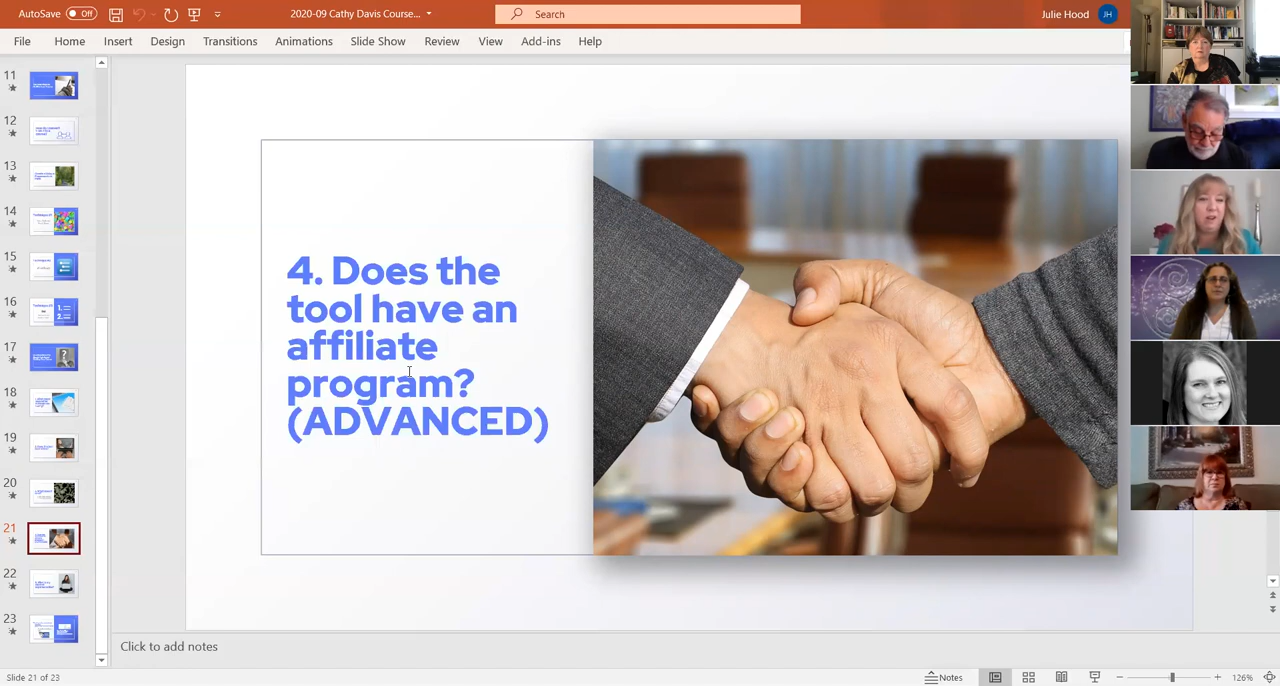 AutoSave Off 2020-09 Cathy Davis Course... Search Julie Hood JH
File Home Insert Design Transitions Animations Slide Show Review View Add-ins Help
11
12
13
14
15
16
17
18
19
20
21
22
23
4. Does the
tool have an
affiliate
program?
(ADVANCED)
Click to add notes
Slide 21 of 23 Notes 126%